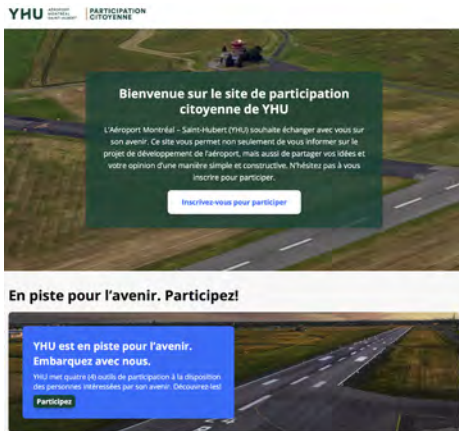 YHU AÉROPORT MONTRÉAL SAINT-HUBERT PARTICIPATION CITOYENNE
Bienvenue sur le site de participation
citoyenne de YHU
L'Aéroport Montréal – Saint-Hubert (YHU) souhaite échanger avec vous sur
son avenir. Ce site vous permet non seulement de vous informer sur le
projet de développement de l'aéroport, mais aussi de partager vos idées et
votre opinion d'une manière simple et constructive. N'hésitez pas à vous
inscrire pour participer.
Inscrivez-vous pour participer
En piste pour l'avenir. Participez!
YHU est en piste pour l'avenir.
Embarquez avec nous.
YHU met quatre (4) outils de participation à la disposition
des personnes intéressées par son avenir. Découvrez-les!
Participez